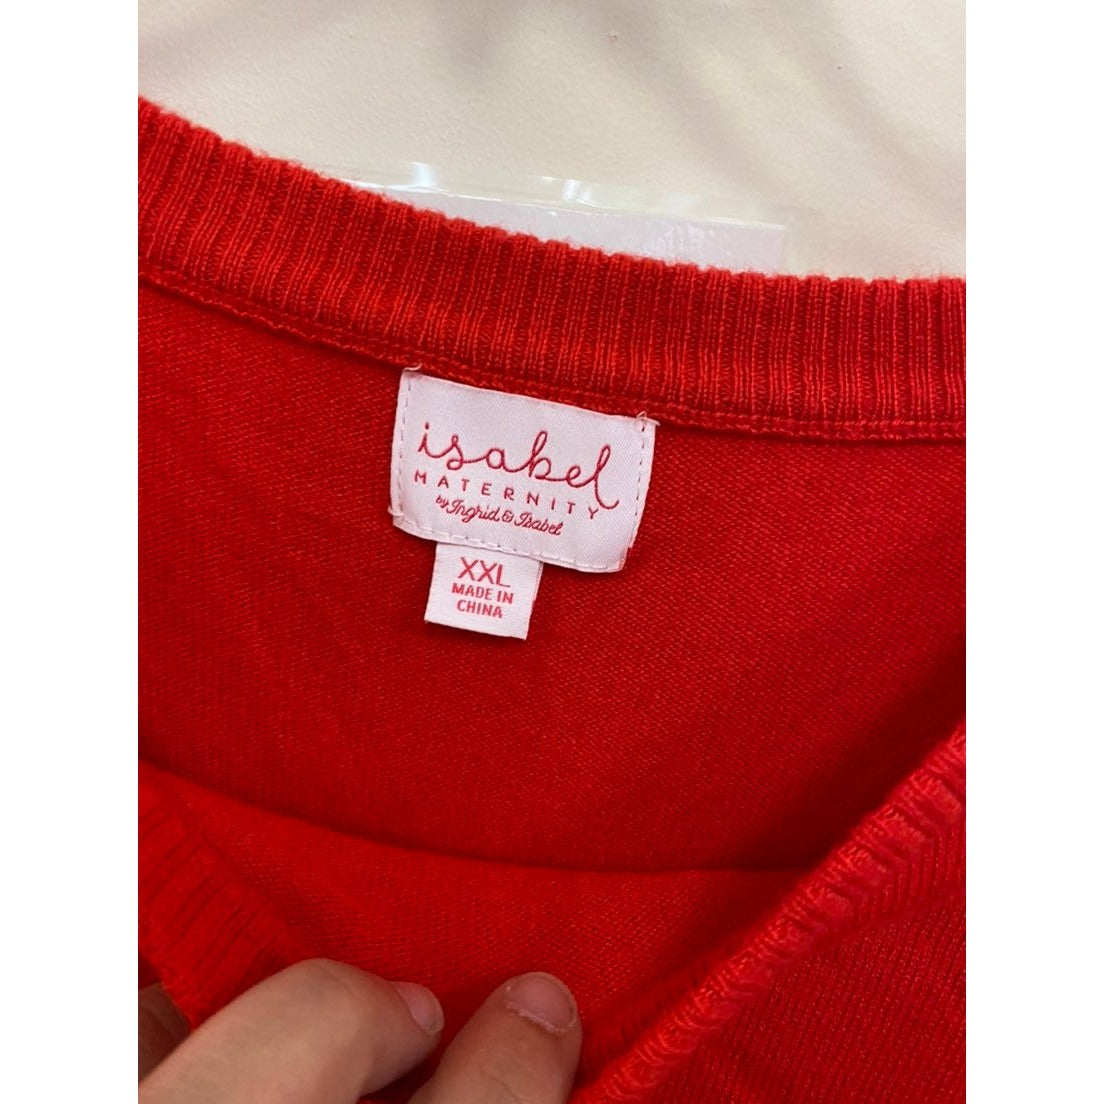 isabel
MATERNITY
by Ingrid & Isabel
XXL
MADE IN
CHINA